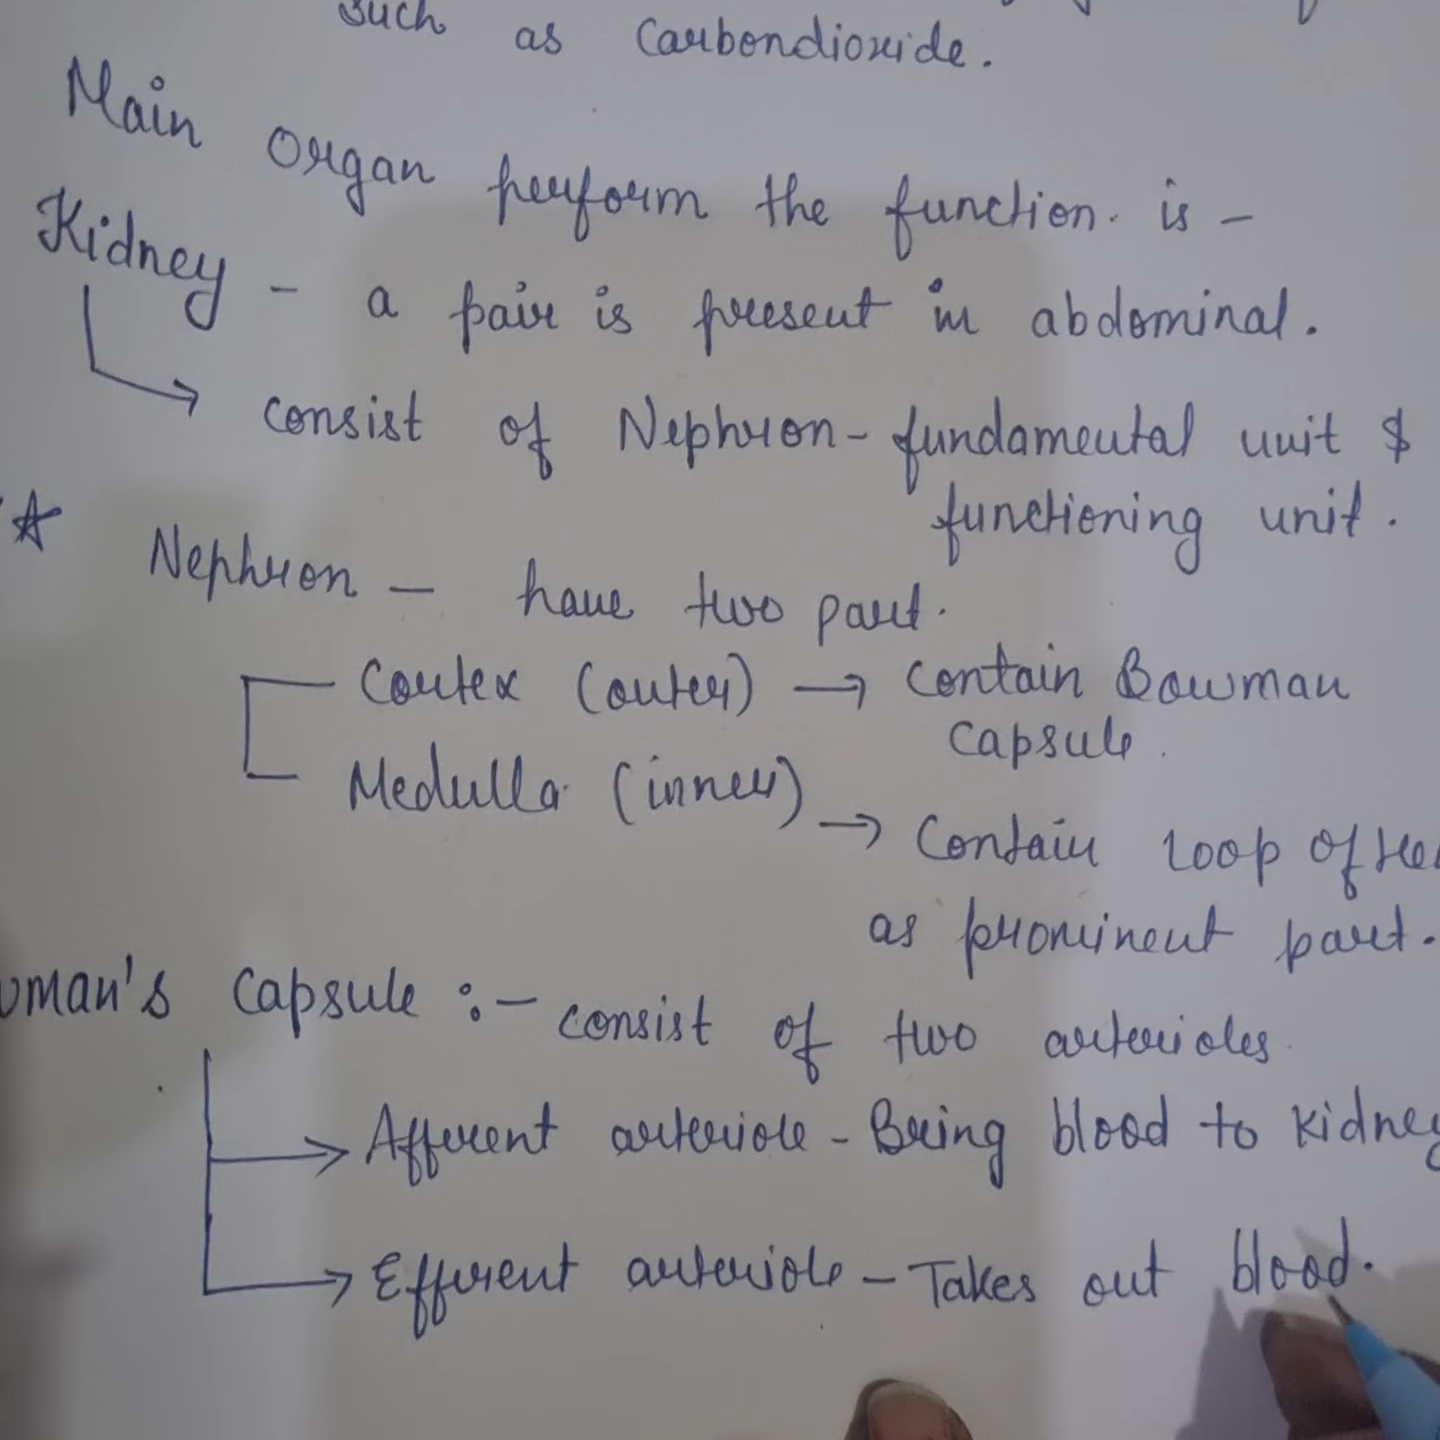 such as Carbondioxide.
Main organ perform the function is -
Kidney - a pair is present in abdominal.
→ consist of Nephron - fundamental unit &
functioning unit.
☆ Nephron - have two part.
Cortex (outer) → Contain Bowman
Capsule.
Medulla (inner)
→ Contain loop of
as prominent part.
Capsule :- consist of two arterioles
→ Afferent arteriole - Bring blood to kidney
→ Efferent arteriole - Takes out blood.